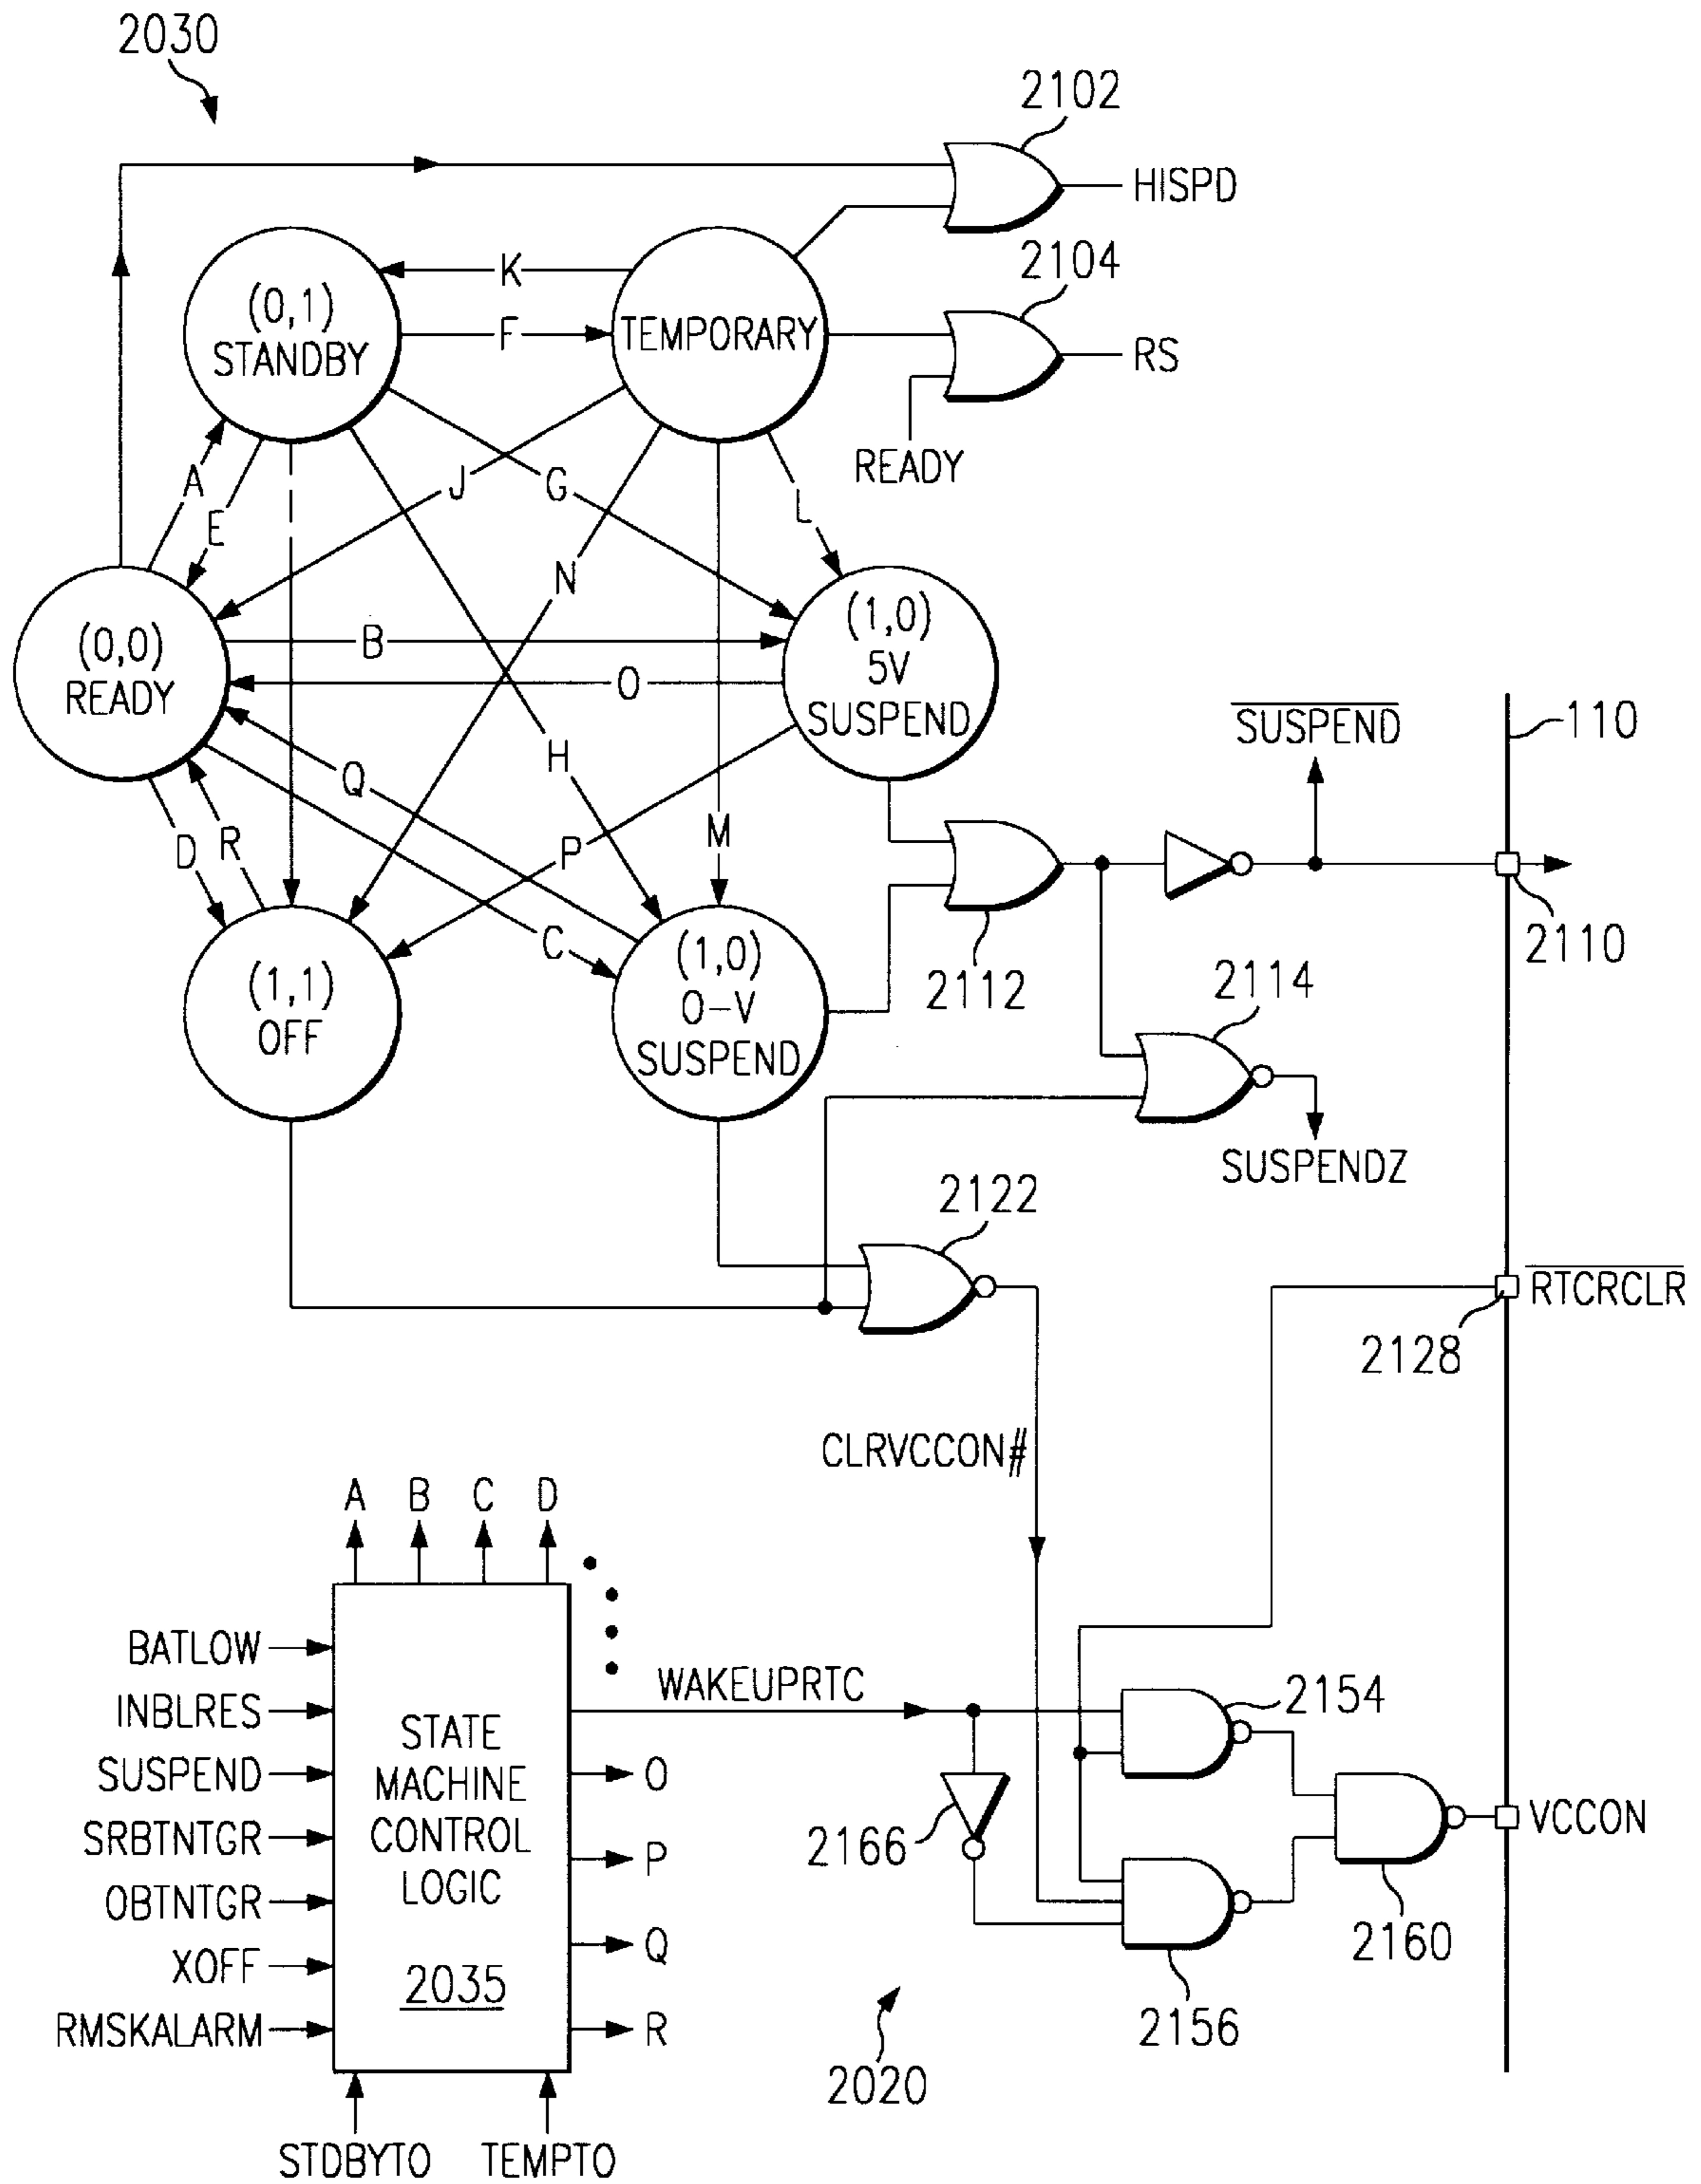 2030
2102
HISPD
2104
K
(0,1)
STANDBY
F
TEMPORARY
RS
READY
A
E
J
G
L
N
(0,0)
READY
B
(1,0)
5V
SUSPEND
O
SUSPEND
110
H
Q
D
R
P
M
C
2112
2110
(1,1)
OFF
(1,0)
0-V
SUSPEND
2114
SUSPENDZ
2122
RTCRCLR
2128
CLRVCCON#
A B C D
BATLOW
INBLRES
SUSPEND
SRBTNTGR
OBTNTGR
XOFF
RMSKALARM
STATE
MACHINE
CONTROL
LOGIC
2035
WAKEUPRTC
O
P
Q
R
2154
2166
VCCON
2160
2156
2020
STDBYTO
TEMPTO